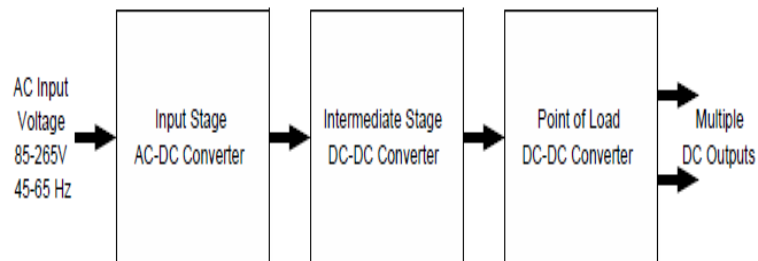 AC Input
Voltage
85-265V
45-65 Hz
Input Stage
AC-DC Converter
Intermediate Stage
DC-DC Converter
Point of Load
DC-DC Converter
Multiple
DC Outputs